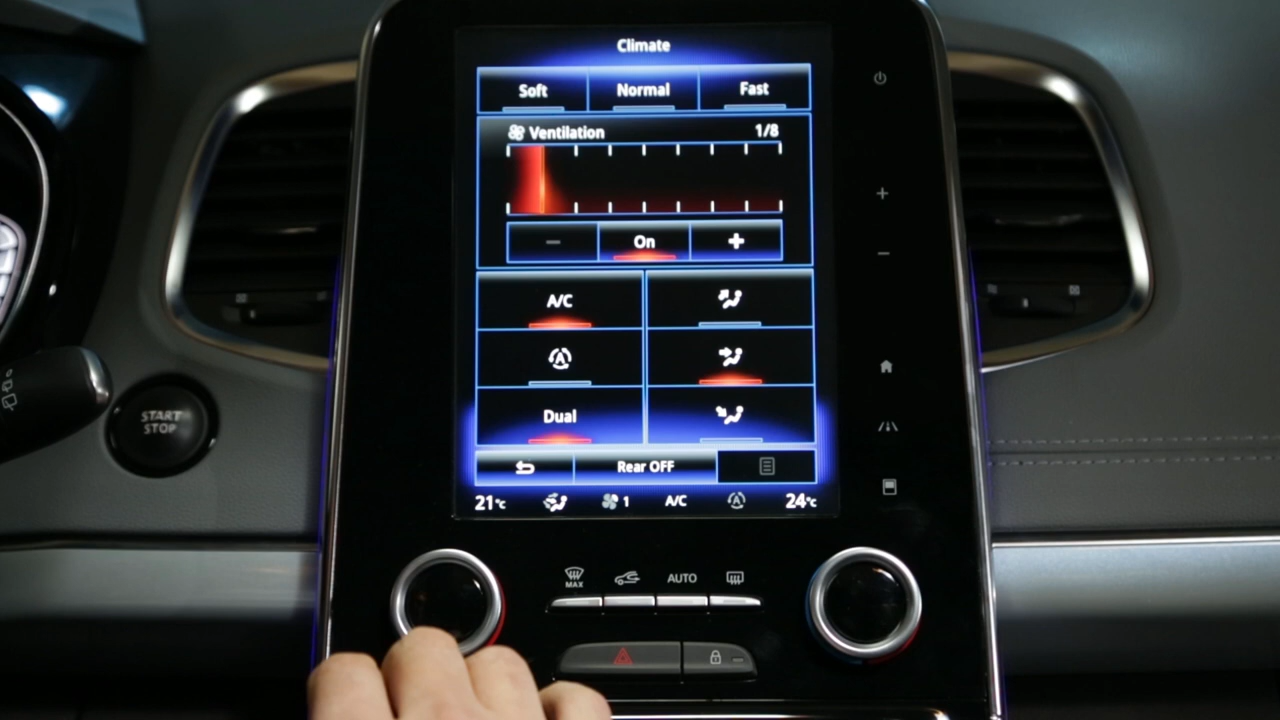 Climate
Soft Normal Fast
Ventilation 1/8
− On +
A/C
A
Dual
Rear OFF
21°C 1 A/C A 24°C
+
−
START
STOP
MAX AUTO